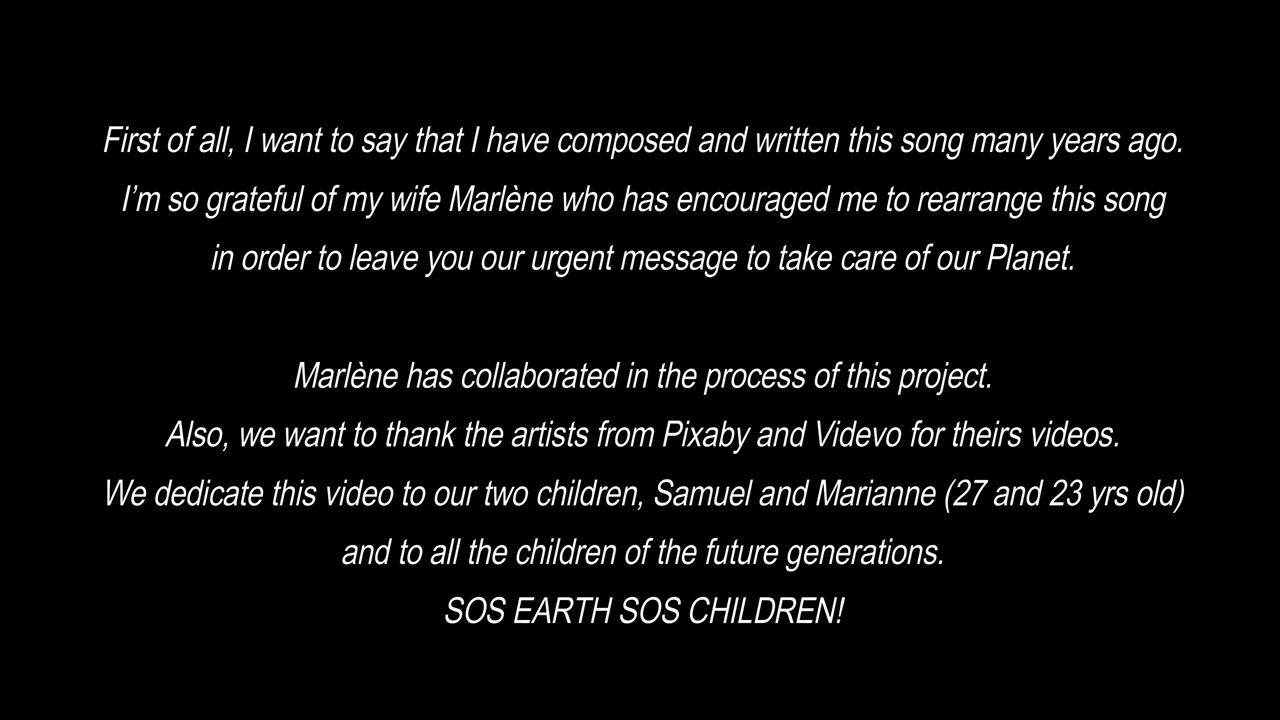 First of all, I want to say that I have composed and written this song many years ago.
I'm so grateful of my wife Marlène who has encouraged me to rearrange this song
in order to leave you our urgent message to take care of our Planet.
Marlène has collaborated in the process of this project.
Also, we want to thank the artists from Pixaby and Videvo for theirs videos.
We dedicate this video to our two children, Samuel and Marianne (27 and 23 yrs old)
and to all the children of the future generations.
SOS EARTH SOS CHILDREN!